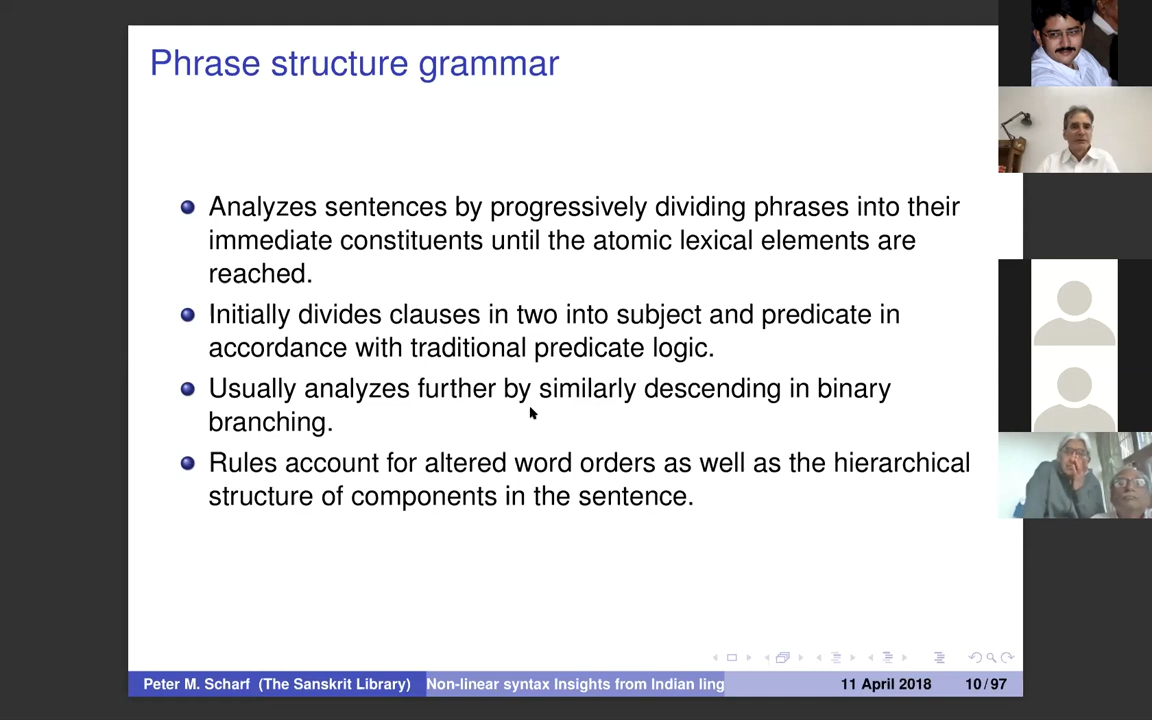 Phrase structure grammar
Analyzes sentences by progressively dividing phrases into their
immediate constituents until the atomic lexical elements are
reached.
Initially divides clauses in two into subject and predicate in
accordance with traditional predicate logic.
Usually analyzes further by similarly descending in binary
branching.
Rules account for altered word orders as well as the hierarchical
structure of components in the sentence.
Peter M. Scharf (The Sanskrit Library) Non-linear syntax Insights from Indian ling 11 April 2018 10/97